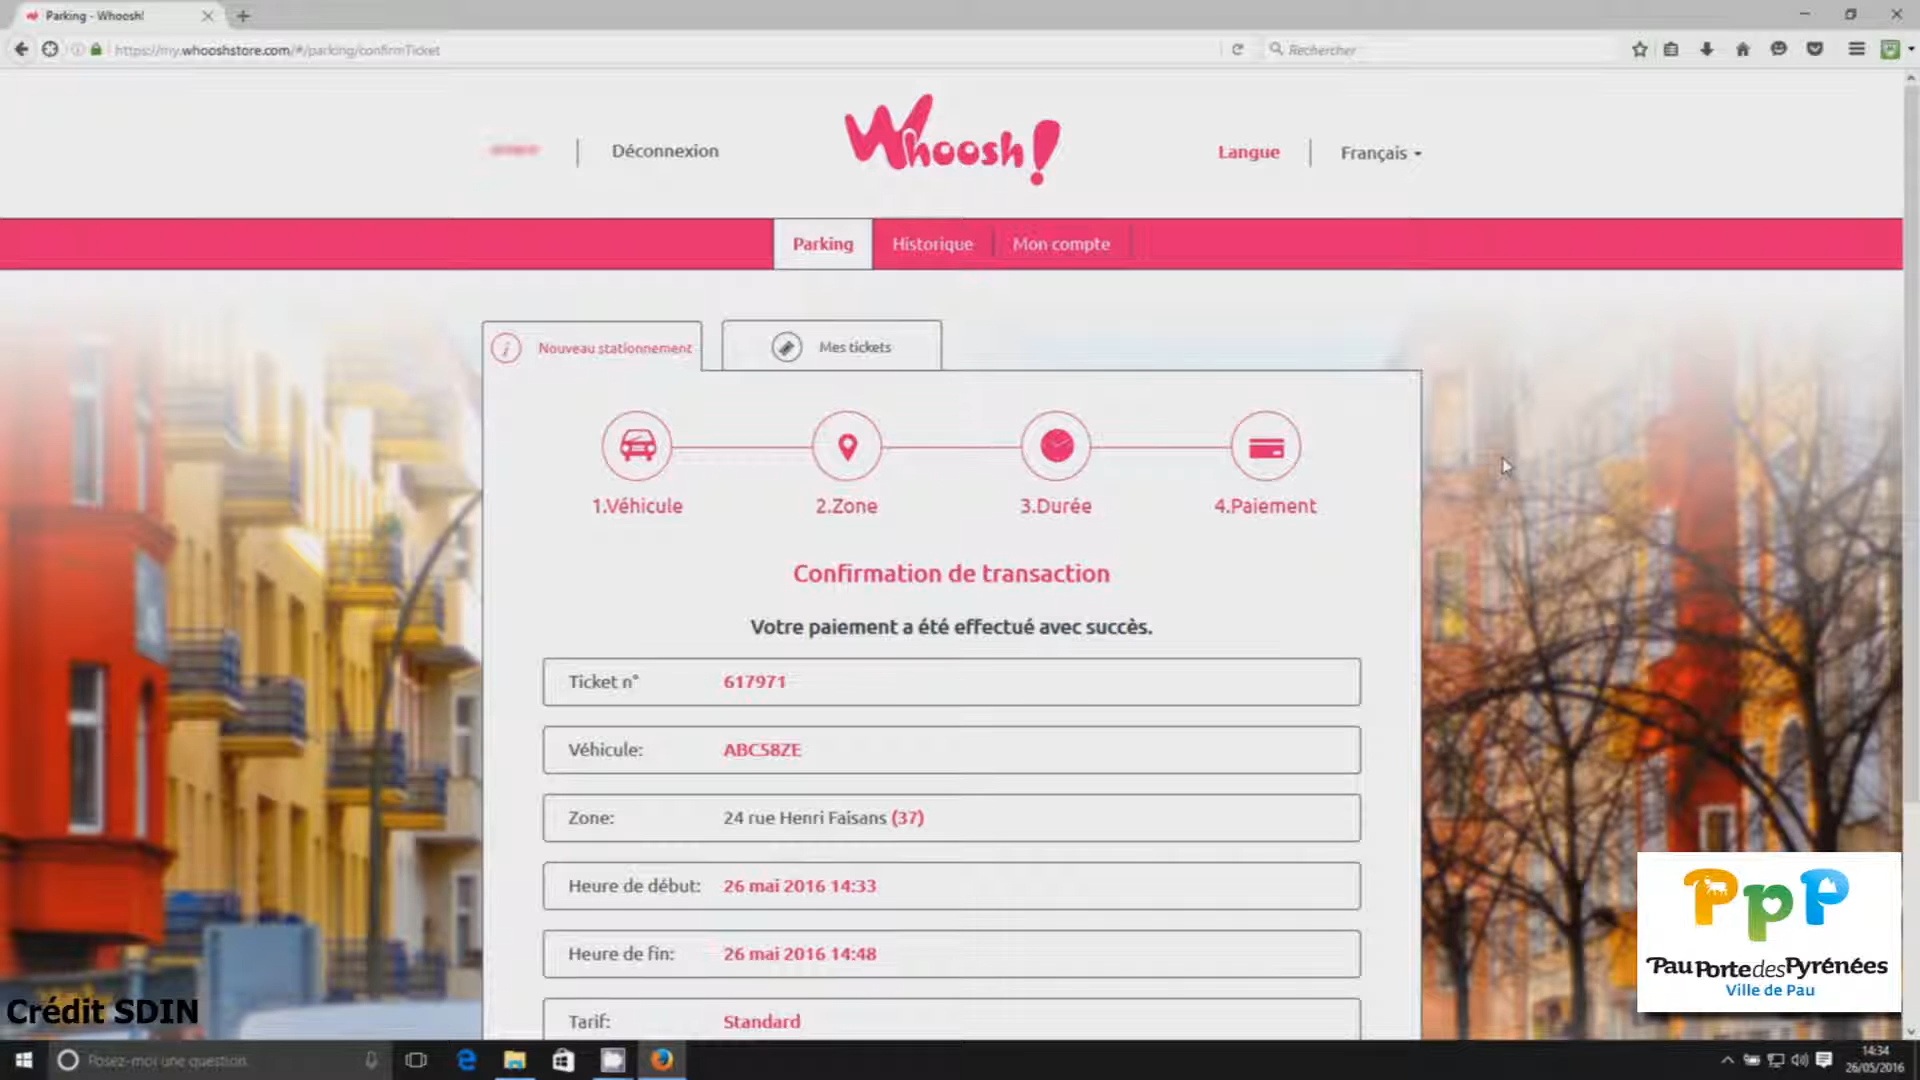 Parking - Whoosh!
https://my.whooshstore.com/#/parking/confirmTicket
Rechercher
Déconnexion
Whoosh!
Langue
Français
Parking
Historique
Mon compte
Nouveau stationnement
Mes tickets
1.Véhicule
2.Zone
3.Durée
4.Paiement
Confirmation de transaction
Votre paiement a été effectué avec succès.
Ticket n° 617971
Véhicule: ABC58ZE
Zone: 24 rue Henri Faisans (37)
Heure de début: 26 mai 2016 14:33
Heure de fin: 26 mai 2016 14:48
Tarif: Standard
PPP
Pau Porte des Pyrénées
Ville de Pau
Crédit SDIN
Posez-moi une question
14:34
26/05/2016